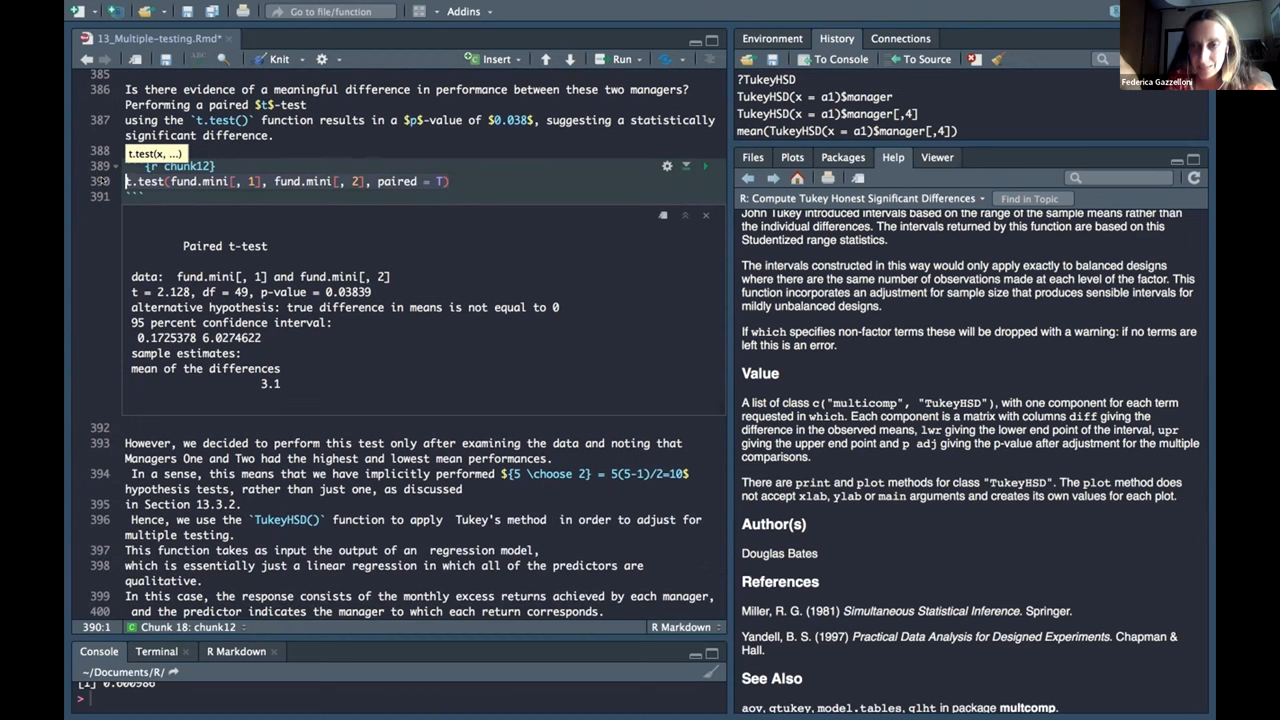 Go to file/function
Addins
13_Multiple-testing.Rmd*
Knit
Insert
Run
385
386 Is there evidence of a meaningful difference in performance between these two managers?
Performing a paired $t$-test
387 using the `t.test()` function results in a $p$-value of $0.038$, suggesting a statistically
significant difference.
388
t.test(x, ...)
389 {r chunk12}
390 t.test(fund.mini[, 1], fund.mini[, 2], paired = T)
391 ```
Paired t-test
data: fund.mini[, 1] and fund.mini[, 2]
t = 2.128, df = 49, p-value = 0.03839
alternative hypothesis: true difference in means is not equal to 0
95 percent confidence interval:
0.1725378 6.0274622
sample estimates:
mean of the differences
3.1
392
393 However, we decided to perform this test only after examining the data and noting that
Managers One and Two had the highest and lowest mean performances.
394 In a sense, this means that we have implicitly performed ${5 \choose 2} = 5(5-1)/2=10$
hypothesis tests, rather than just one, as discussed
395 in Section 13.3.2.
396 Hence, we use the `TukeyHSD()` function to apply Tukey's method in order to adjust for
multiple testing.
397 This function takes as input the output of an regression model,
398 which is essentially just a linear regression in which all of the predictors are
qualitative.
399 In this case, the response consists of the monthly excess returns achieved by each manager,
400 and the predictor indicates the manager to which each return corresponds.
390:1 Chunk 18: chunk12 R Markdown
Console Terminal R Markdown
~/Documents/R/
[1] 0.600986
>
Environment History Connections
To Console To Source
?TukeyHSD
TukeyHSD(x = a1)$manager
TukeyHSD(x = a1)$manager[,4]
mean(TukeyHSD(x = a1)$manager[,4])
Files Plots Packages Help Viewer
R: Compute Tukey Honest Significant Differences Find in Topic
John Tukey introduced intervals based on the range of the sample means rather than
the individual differences. The intervals returned by this function are based on this
Studentized range statistics.
The intervals constructed in this way would only apply exactly to balanced designs
where there are the same number of observations made at each level of the factor. This
function incorporates an adjustment for sample size that produces sensible intervals for
mildly unbalanced designs.
If which specifies non-factor terms these will be dropped with a warning: if no terms are
left this is an error.
Value
A list of class c("multicomp", "TukeyHSD"), with one component for each term
requested in which. Each component is a matrix with columns diff giving the
difference in the observed means, lwr giving the lower end point of the interval, upr
giving the upper end point and p adj giving the p-value after adjustment for the multiple
comparisons.
There are print and plot methods for class "TukeyHSD". The plot method does
not accept xlab, ylab or main arguments and creates its own values for each plot.
Author(s)
Douglas Bates
References
Miller, R. G. (1981) Simultaneous Statistical Inference. Springer.
Yandell, B. S. (1997) Practical Data Analysis for Designed Experiments. Chapman &
Hall.
See Also
aov, qtukey, model.tables, glht in package multcomp.
Federica Gazzelloni